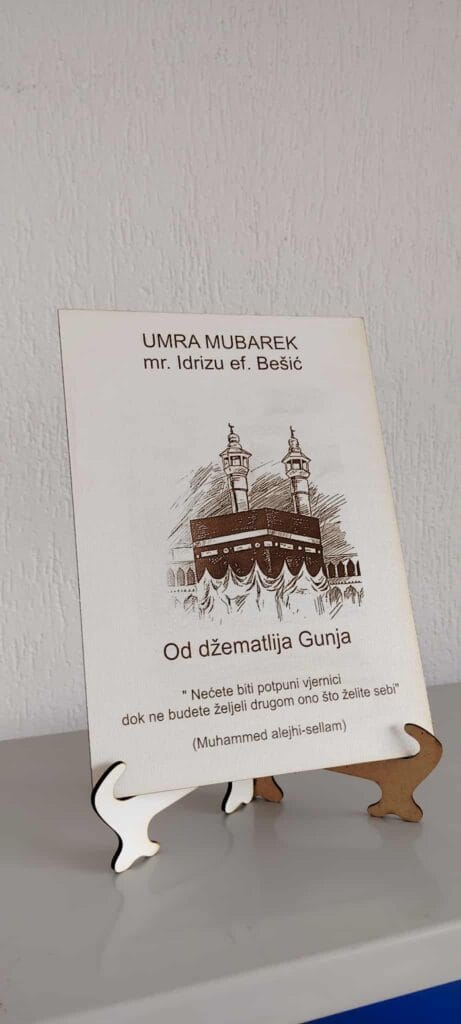 UMRA MUBAREK
mr. Idrizu ef. Bešić
Od džematlija Gunja
" Nećete biti potpuni vjernici
dok ne budete željeli drugom ono što želite sebi"
(Muhammed alejhi-sellam)